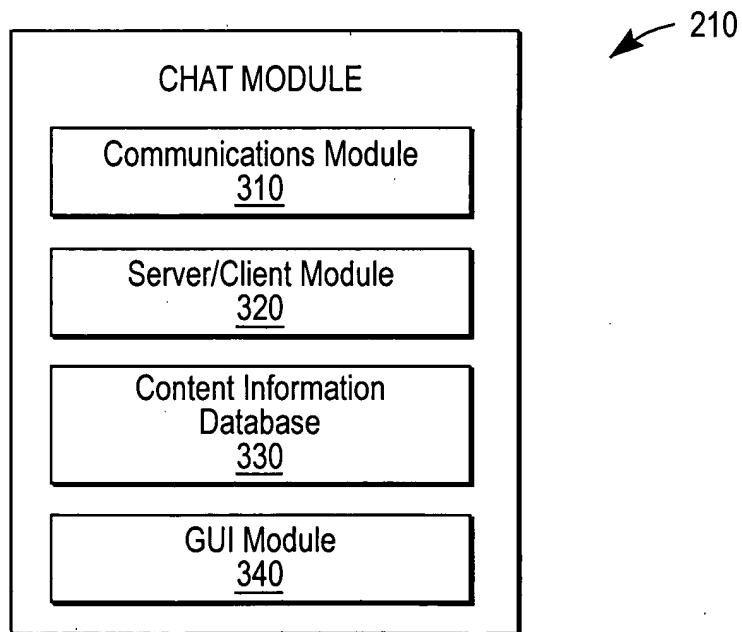 210
CHAT MODULE
Communications Module
310
Server/Client Module
320
Content Information
Database
330
GUI Module
340